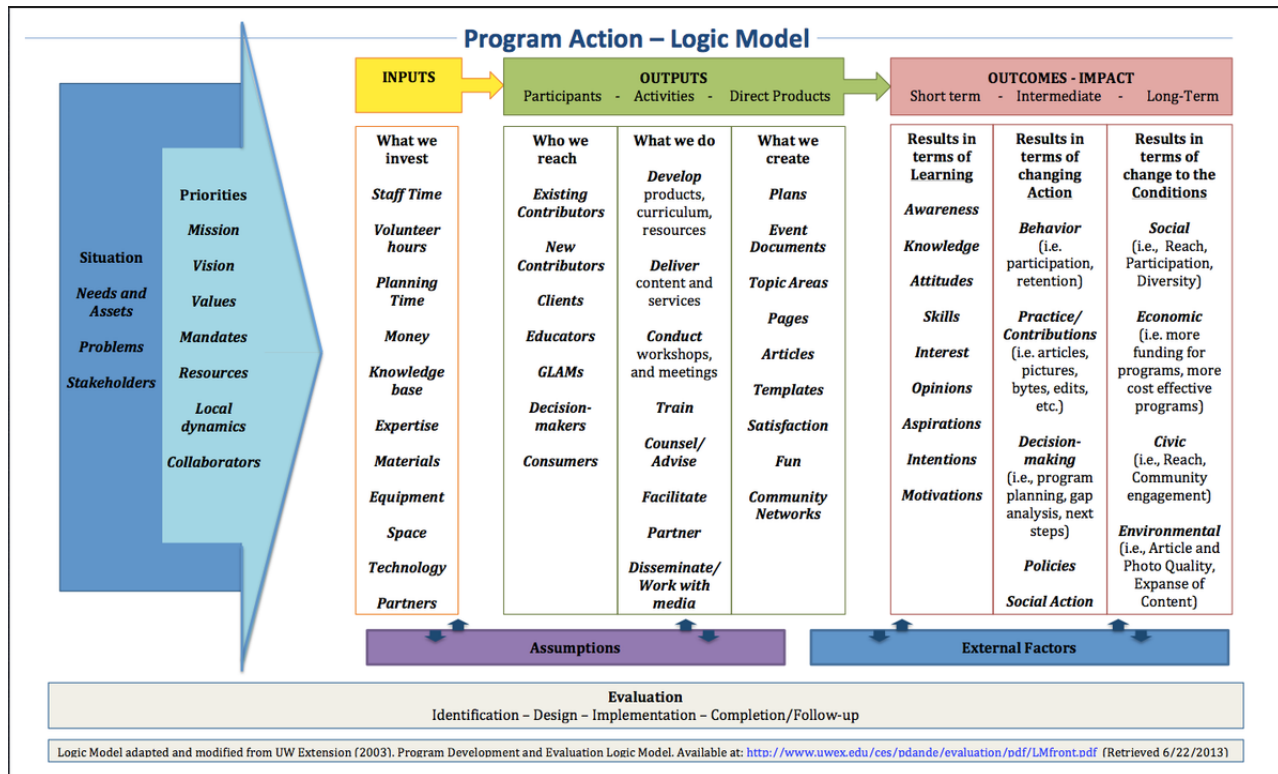 Program Action – Logic Model
Situation
Needs and
Assets
Problems
Stakeholders
Priorities
Mission
Vision
Values
Mandates
Resources
Local
dynamics
Collaborators
INPUTS
What we
invest
Staff Time
Volunteer
hours
Planning
Time
Money
Knowledge
base
Expertise
Materials
Equipment
Space
Technology
Partners
OUTPUTS
Participants - Activities - Direct Products
Who we
reach
Existing
Contributors
New
Contributors
Clients
Educators
GLAMs
Decision-
makers
Consumers
What we do
Develop
products,
curriculum,
resources
Deliver
content and
services
Conduct
workshops,
and meetings
Train
Counsel/
Advise
Facilitate
Partner
Disseminate/
Work with
media
What we
create
Plans
Event
Documents
Topic Areas
Pages
Articles
Templates
Satisfaction
Fun
Community
Networks
OUTCOMES - IMPACT
Short term - Intermediate - Long-Term
Results in
terms of
Learning
Awareness
Knowledge
Attitudes
Skills
Interest
Opinions
Aspirations
Intentions
Motivations
Results in
terms of
changing
Action
Behavior
(i.e.
participation,
retention)
Practice/
Contributions
(i.e. articles,
pictures,
bytes, edits,
etc.)
Decision-
making
(i.e., program
planning, gap
analysis, next
steps)
Policies
Social Action
Results in
terms of
change to the
Conditions
Social
(i.e., Reach,
Participation,
Diversity)
Economic
(i.e. more
funding for
programs, more
cost effective
programs)
Civic
(i.e., Reach,
Community
engagement)
Environmental
(i.e., Article and
Photo Quality,
Expanse of
Content)
Assumptions
External Factors
Evaluation
Identification – Design – Implementation – Completion/Follow-up
Logic Model adapted and modified from UW Extension (2003). Program Development and Evaluation Logic Model. Available at: http://www.uwex.edu/ces/pdande/evaluation/pdf/LMfront.pdf (Retrieved 6/22/2013)